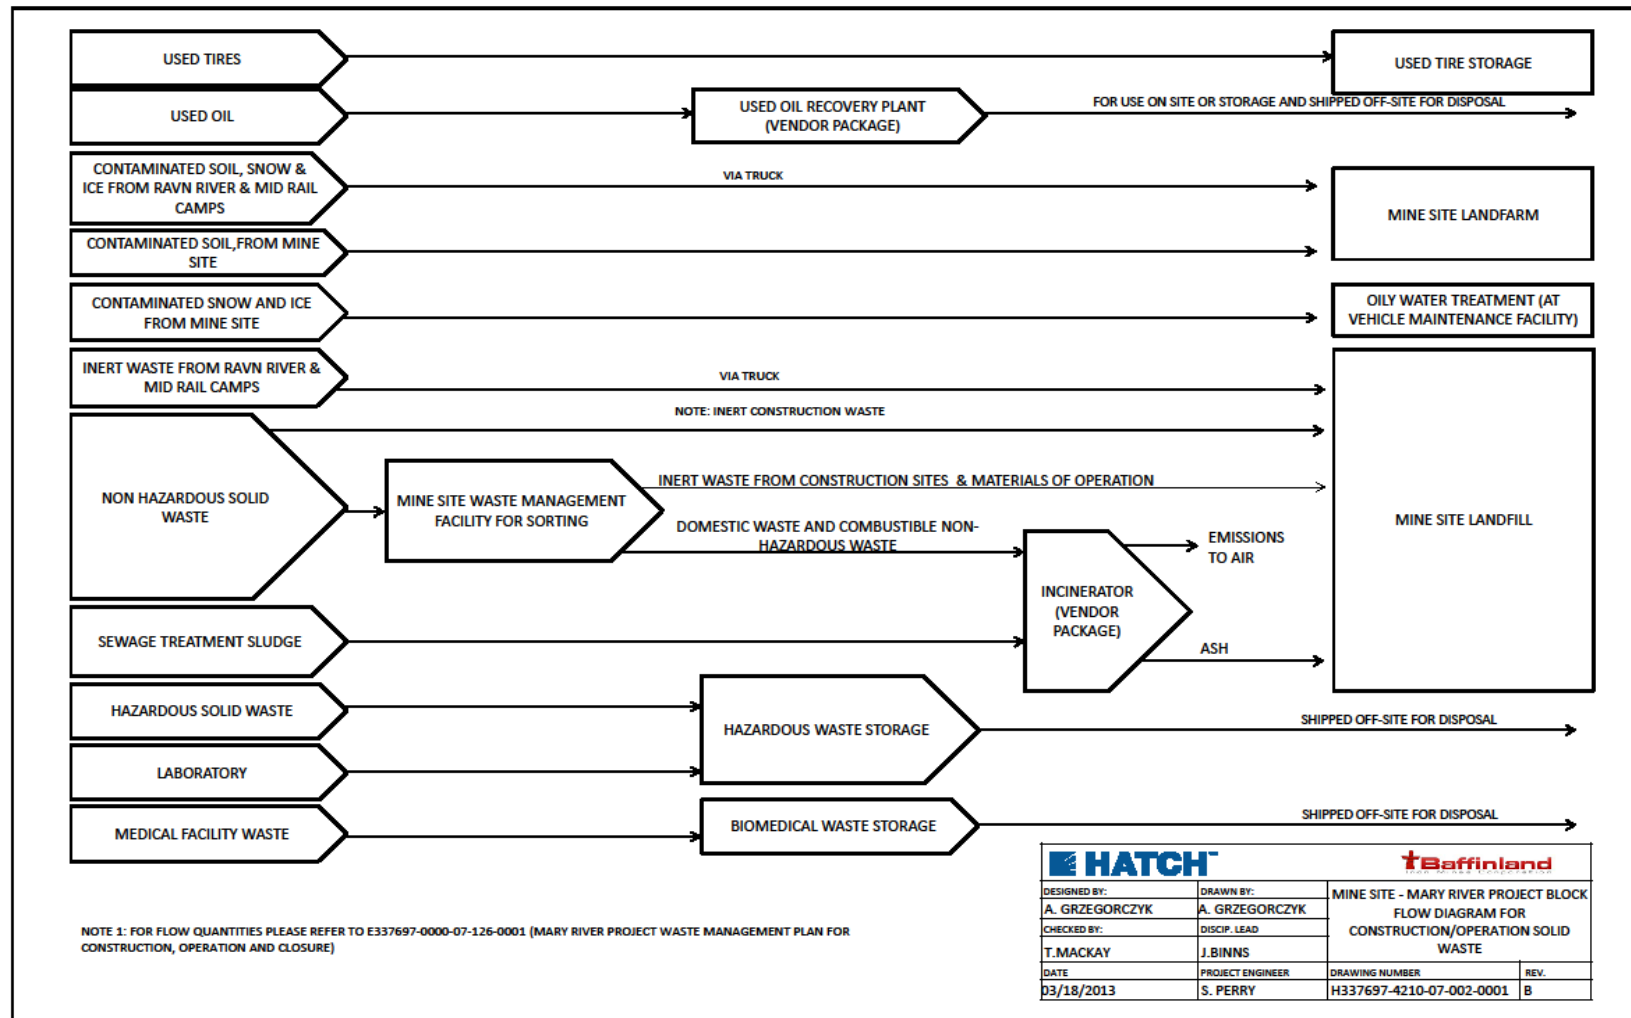 USED TIRES
USED TIRE STORAGE
USED OIL
USED OIL RECOVERY PLANT
(VENDOR PACKAGE)
FOR USE ON SITE OR STORAGE AND SHIPPED OFF-SITE FOR DISPOSAL
CONTAMINATED SOIL, SNOW &
ICE FROM RAVN RIVER & MID RAIL
CAMPS
VIA TRUCK
MINE SITE LANDFARM
CONTAMINATED SOIL,FROM MINE
SITE
CONTAMINATED SNOW AND ICE
FROM MINE SITE
OILY WATER TREATMENT (AT
VEHICLE MAINTENANCE FACILITY)
INERT WASTE FROM RAVN RIVER &
MID RAIL CAMPS
VIA TRUCK
NOTE: INERT CONSTRUCTION WASTE
NON HAZARDOUS SOLID
WASTE
MINE SITE WASTE MANAGEMENT
FACILITY FOR SORTING
INERT WASTE FROM CONSTRUCTION SITES & MATERIALS OF OPERATION
DOMESTIC WASTE AND COMBUSTIBLE NON-
HAZARDOUS WASTE
MINE SITE LANDFILL
EMISSIONS
TO AIR
INCINERATOR
(VENDOR
PACKAGE)
ASH
SEWAGE TREATMENT SLUDGE
HAZARDOUS SOLID WASTE
HAZARDOUS WASTE STORAGE
SHIPPED OFF-SITE FOR DISPOSAL
LABORATORY
MEDICAL FACILITY WASTE
BIOMEDICAL WASTE STORAGE
SHIPPED OFF-SITE FOR DISPOSAL
HATCH™
Baffinland
Iron Mines Corporation
DESIGNED BY:
DRAWN BY:
A. GRZEGORCZYK
A. GRZEGORCZYK
CHECKED BY:
DISCIP. LEAD
T.MACKAY
J.BINNS
MINE SITE - MARY RIVER PROJECT BLOCK
FLOW DIAGRAM FOR
CONSTRUCTION/OPERATION SOLID
WASTE
DATE
PROJECT ENGINEER
DRAWING NUMBER
REV.
03/18/2013
S. PERRY
H337697-4210-07-002-0001
B
NOTE 1: FOR FLOW QUANTITIES PLEASE REFER TO E337697-0000-07-126-0001 (MARY RIVER PROJECT WASTE MANAGEMENT PLAN FOR
CONSTRUCTION, OPERATION AND CLOSURE)